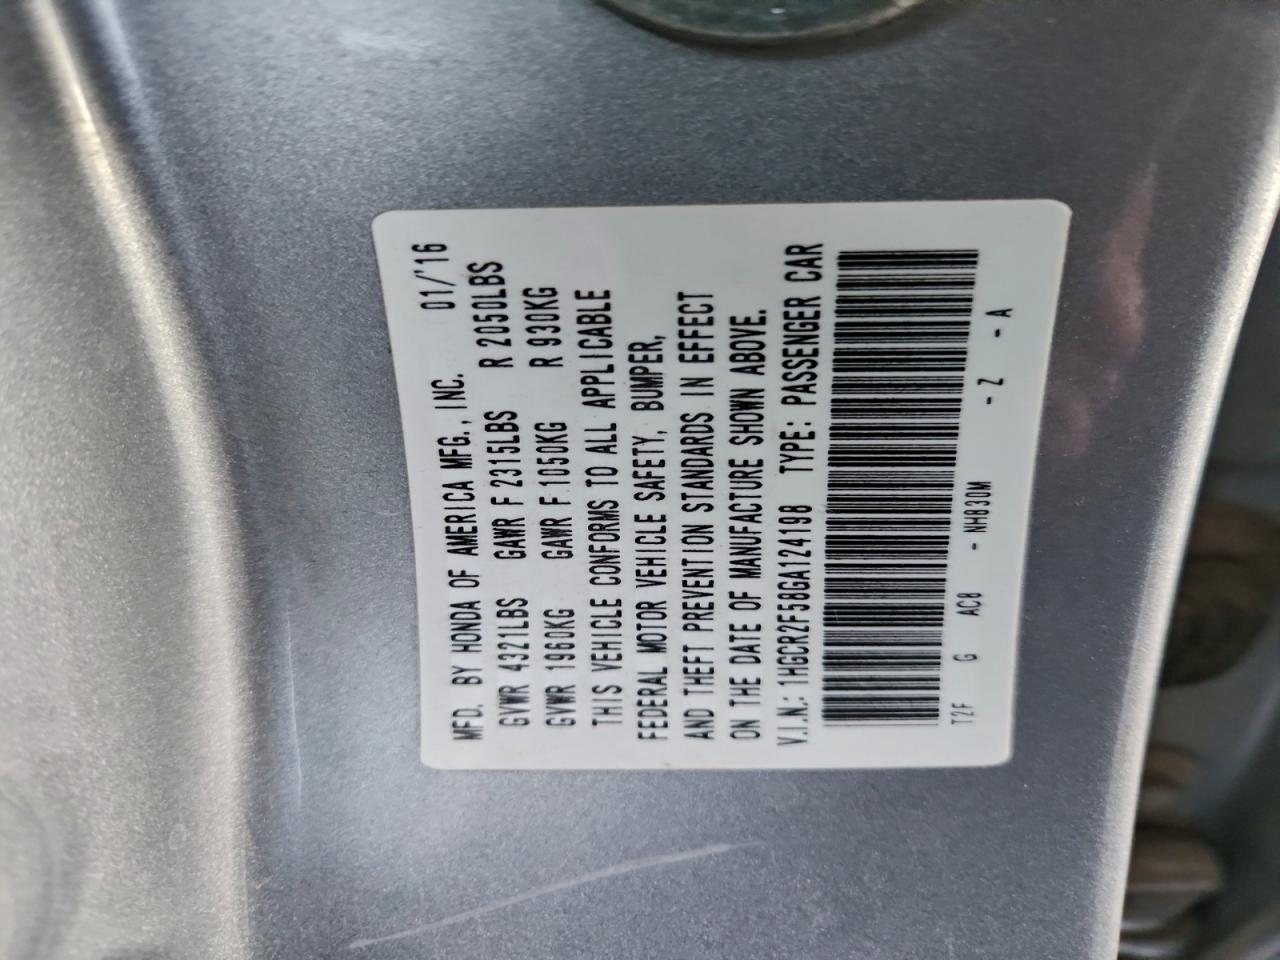 MFD. BY HONDA OF AMERICA MFG., INC. 01/'16
GVWR 4321LBS GAWR F 2315LBS R 2050LBS
GVWR 1960KG GAWR F 1050KG R 930KG
THIS VEHICLE CONFORMS TO ALL APPLICABLE
FEDERAL MOTOR VEHICLE SAFETY, BUMPER,
AND THEFT PREVENTION STANDARDS IN EFFECT
ON THE DATE OF MANUFACTURE SHOWN ABOVE.
V.I.N.: 1HGCR2F58GA124198 TYPE: PASSENGER CAR
T2F G AC8 - NH830M - Z - A